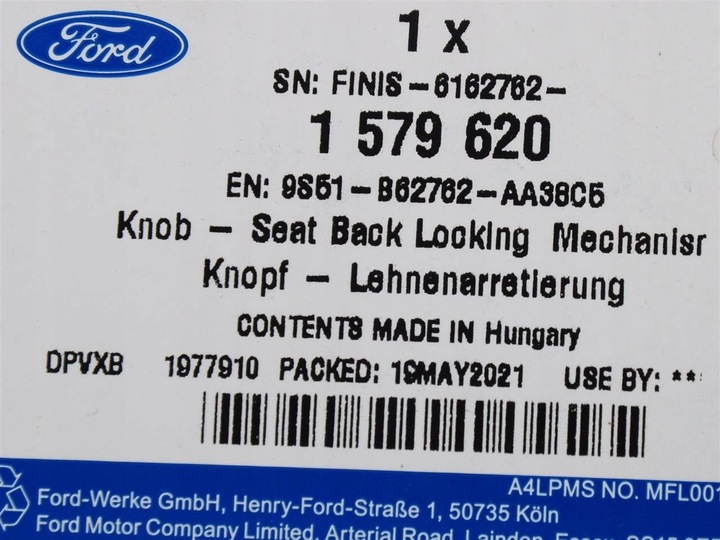 Ford
1 x
SN: FINIS-6162762-
1 579 620
EN: 9S51-B62762-AA38C5
Knob - Seat Back Locking Mechanisr
Knopf - Lehnenarretierung
CONTENTS MADE IN Hungary
DPVXB 1977910 PACKED: 19MAY2021 USE BY: **
A4LPMS NO. MFL001
Ford-Werke GmbH, Henry-Ford-Straße 1, 50735 Köln
Ford Motor Company Limited, Arterial Road, Laindon, Essex,